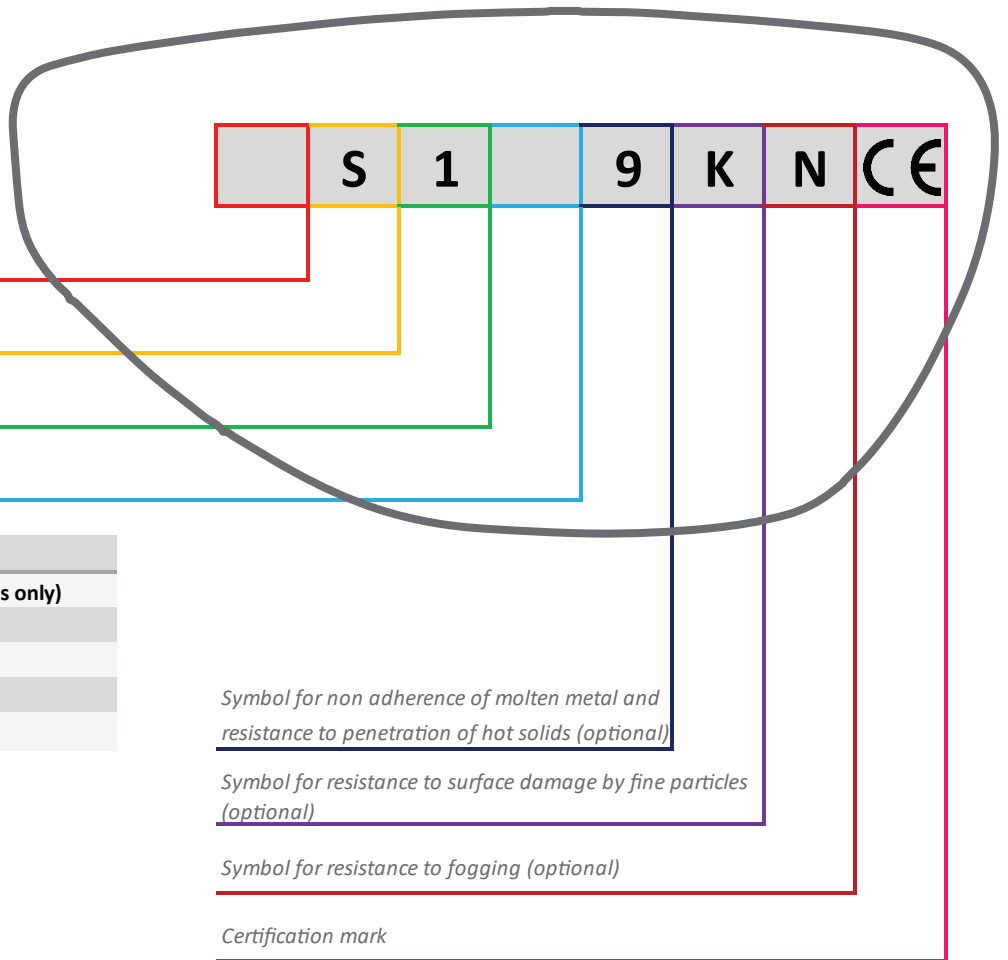 S 1 9 K N CE
s only)
Symbol for non adherence of molten metal and
resistance to penetration of hot solids (optional)
Symbol for resistance to surface damage by fine particles
(optional)
Symbol for resistance to fogging (optional)
Certification mark